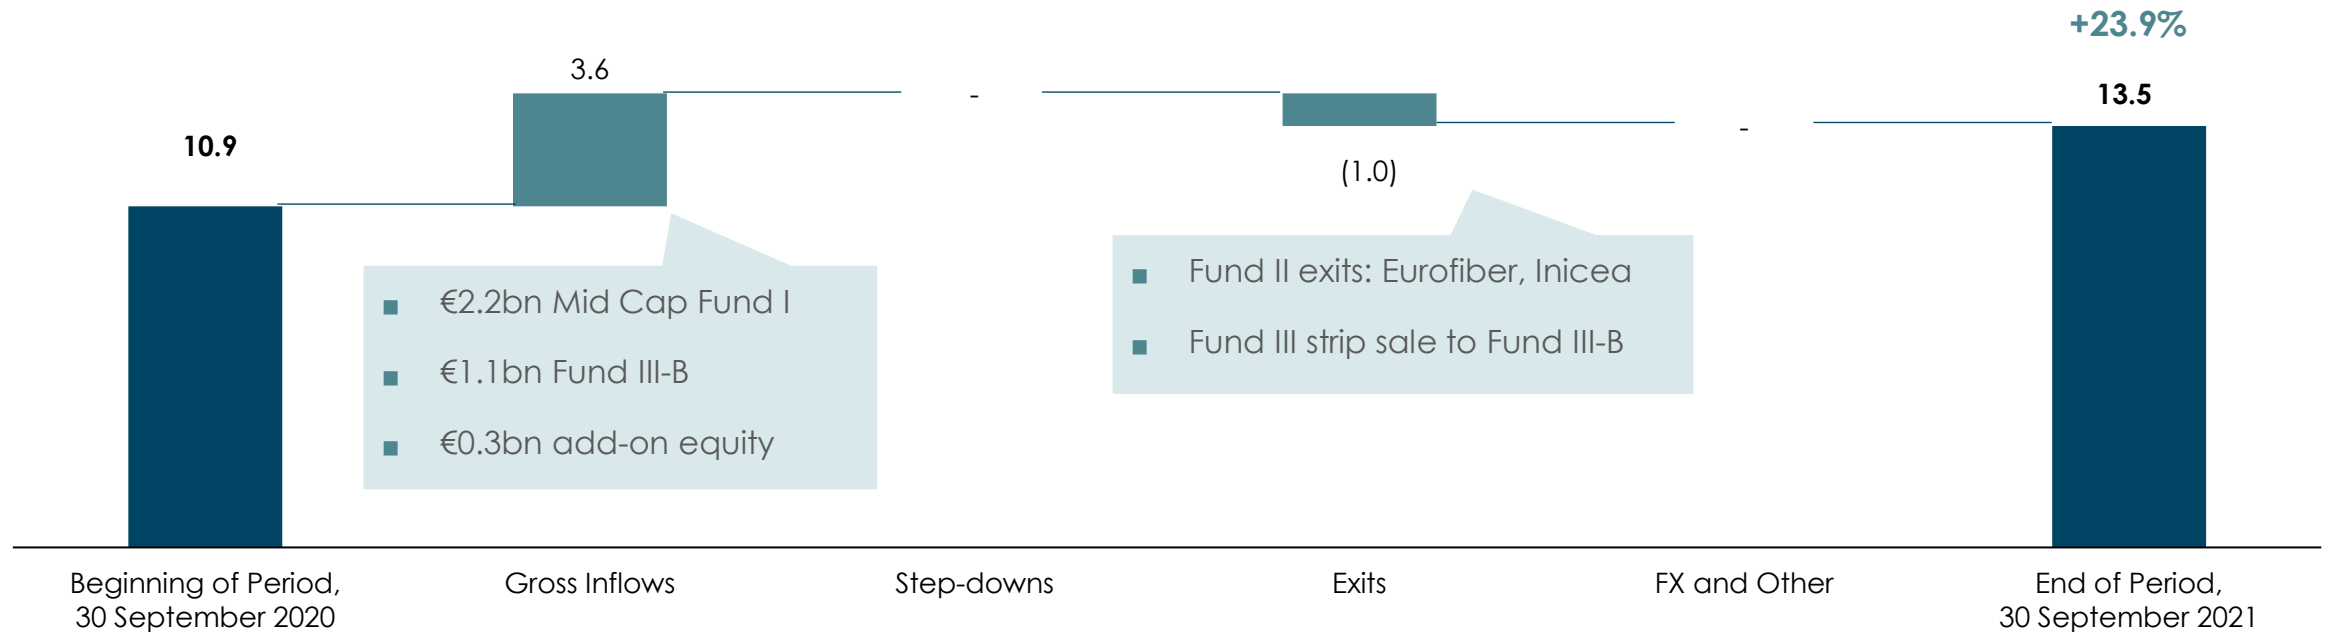 +23.9%
3.6
-
13.5
10.9
-
(1.0)
▪ €2.2bn Mid Cap Fund I
▪ €1.1bn Fund III-B
▪ €0.3bn add-on equity
▪ Fund II exits: Eurofiber, Inicea
▪ Fund III strip sale to Fund III-B
Beginning of Period,
30 September 2020
Gross Inflows
Step-downs
Exits
FX and Other
End of Period,
30 September 2021